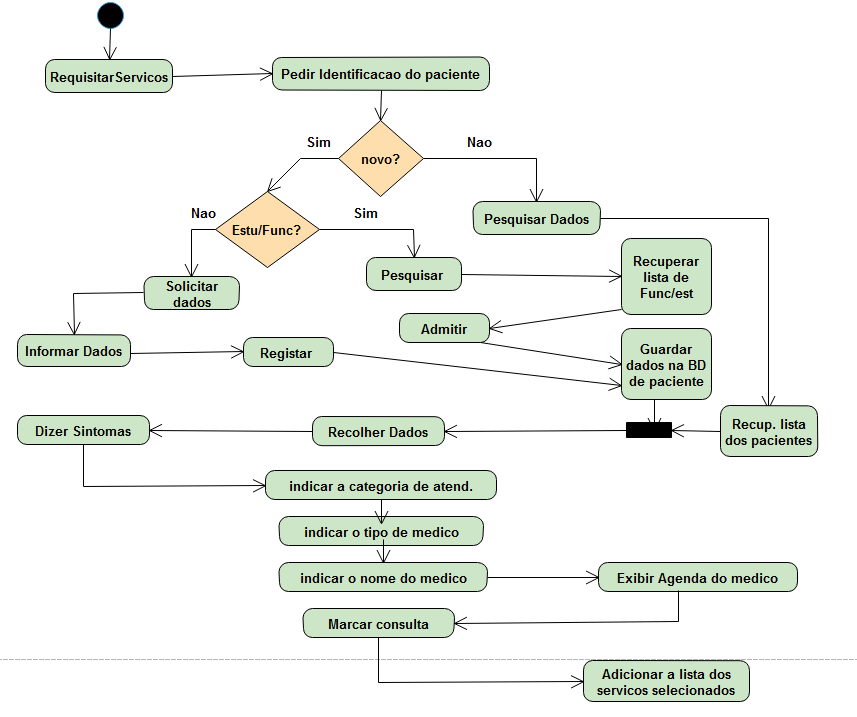 RequisitarServicos
Pedir Identificacao do paciente
Sim
novo?
Nao
Nao
Estu/Func?
Sim
Pesquisar Dados
Pesquisar
Recuperar
lista de
Func/est
Solicitar
dados
Admitir
Informar Dados
Registar
Guardar
dados na BD
de paciente
Dizer Sintomas
Recolher Dados
Recup. lista
dos pacientes
indicar a categoria de atend.
indicar o tipo de medico
indicar o nome do medico
Exibir Agenda do medico
Marcar consulta
Adicionar a lista dos
servicos selecionados